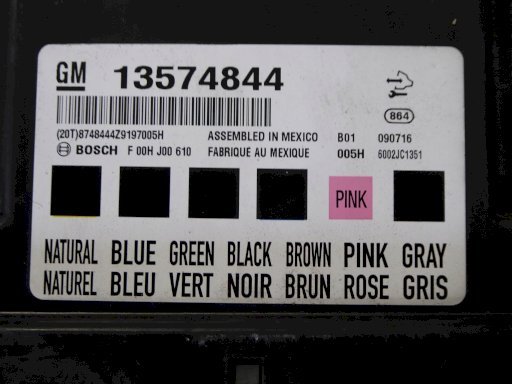 GM 13574844
864
(20T)8748444Z9197005H ASSEMBLED IN MEXICO B01 090716
BOSCH F 00H J00 610 FABRIQUE AU MEXIQUE 005H 6002JC1351
PINK
NATURAL BLUE GREEN BLACK BROWN PINK GRAY
NATUREL BLEU VERT NOIR BRUN ROSE GRIS